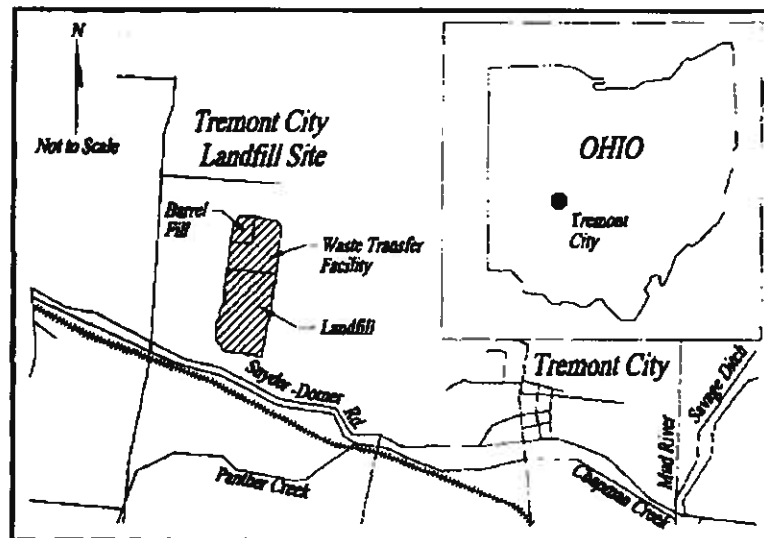 N
Not to Scale
Tremont City
Landfill Site
Barrel
Fill
Waste Transfer
Facility
Landfill
OHIO
Tremont
City
Snyder-Domer
Rd
Tremont City
Panther Creek
Chapman Creek
Mad River
Savage Ditch